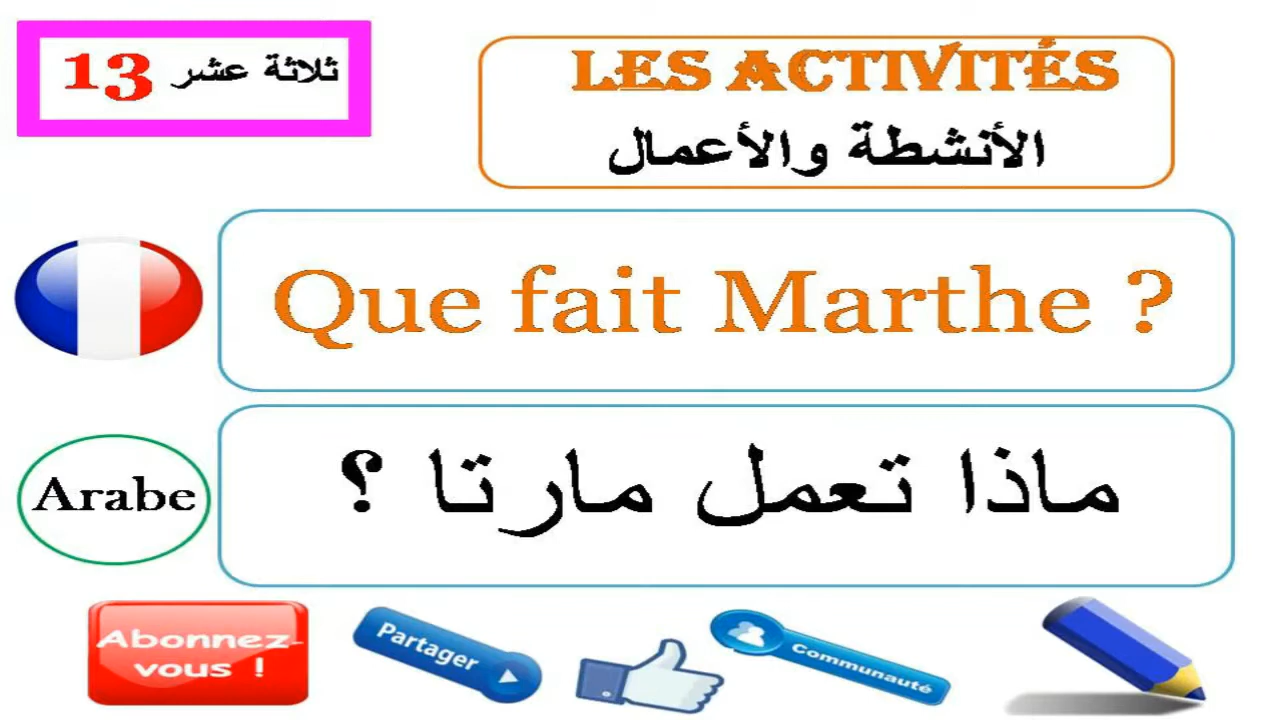 13 ثلاثة عشر
LES ACTIVITÉS
الأنشطة والأعمال
Que fait Marthe ?
Arabe
ماذا تعمل مارتا ؟
Abonnez-
vous !
Partager
Communauté